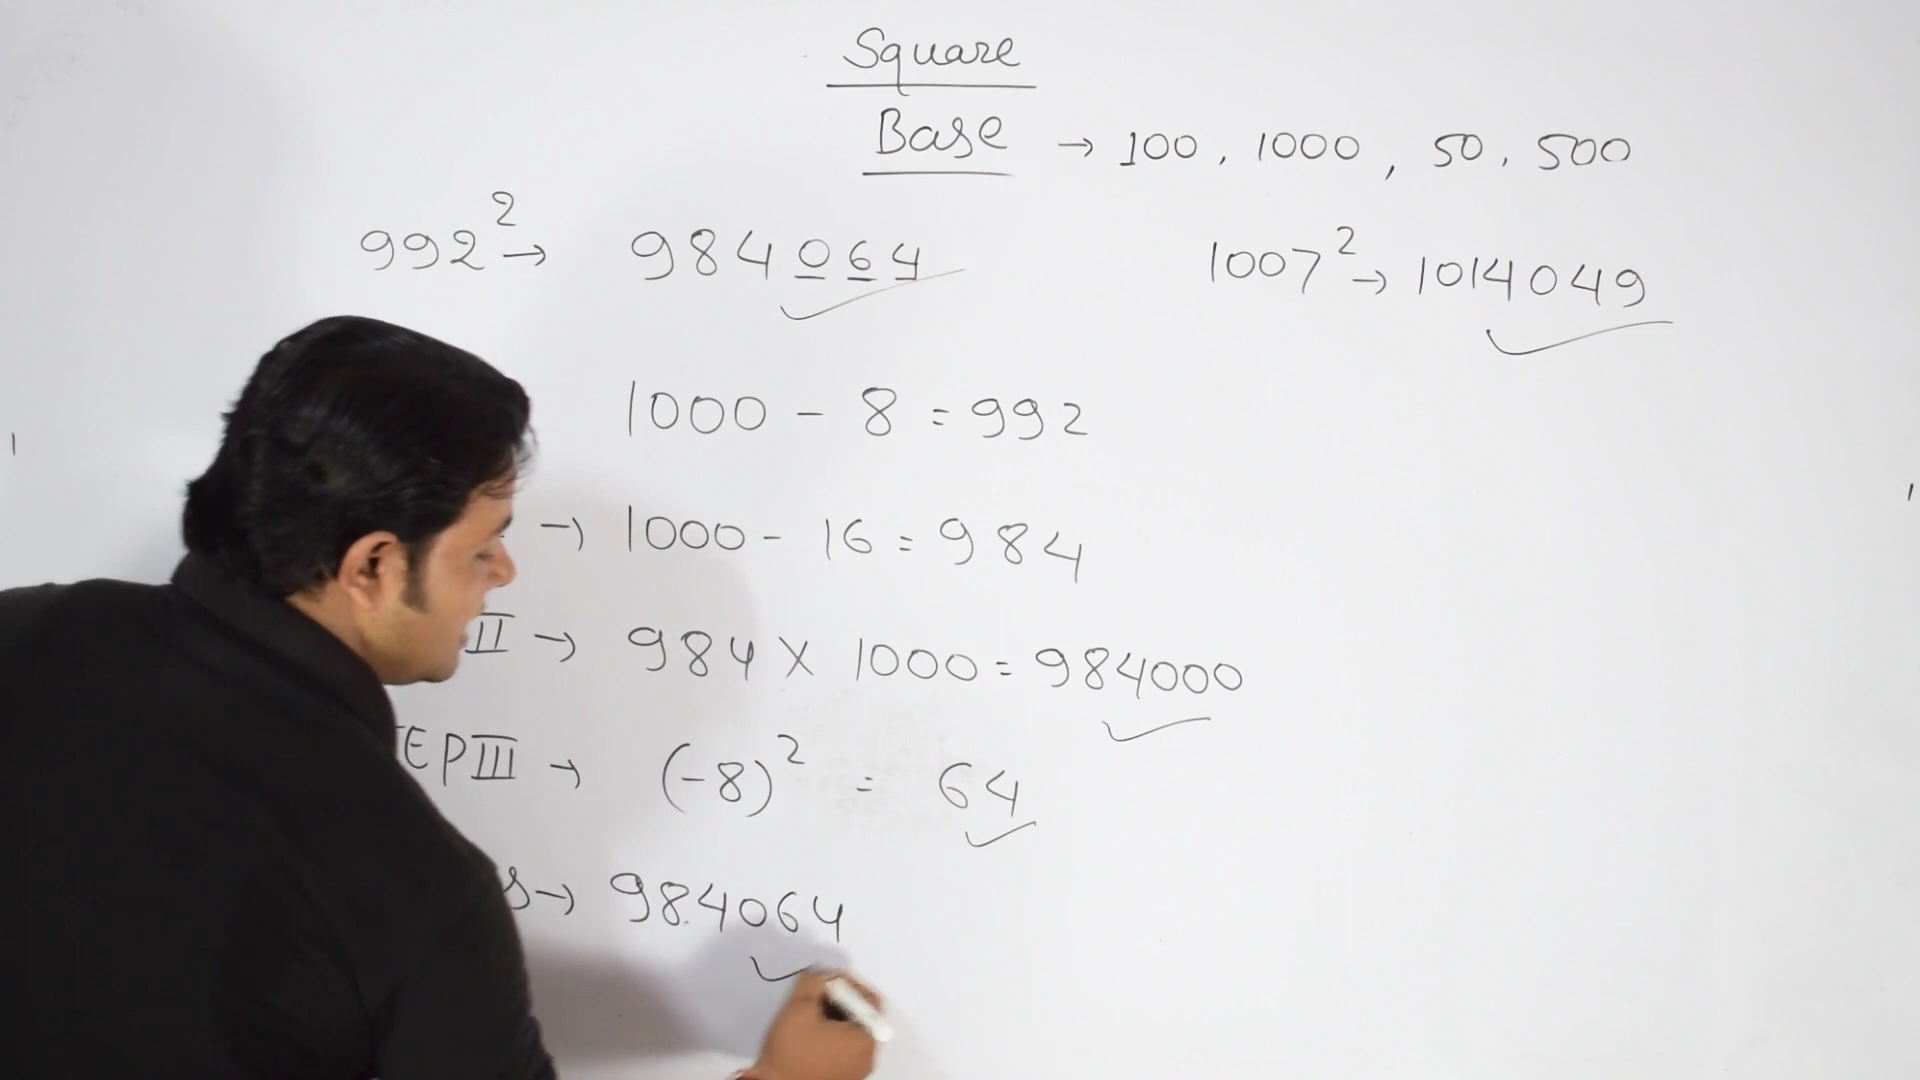 Square
Base → 100, 1000, 50, 500
992² → 984064
1007² → 1014049
1000 - 8 = 992
→ 1000 - 16 = 984
II → 984 X 1000 = 984000
EP III → (-8)² = 64
s → 984064